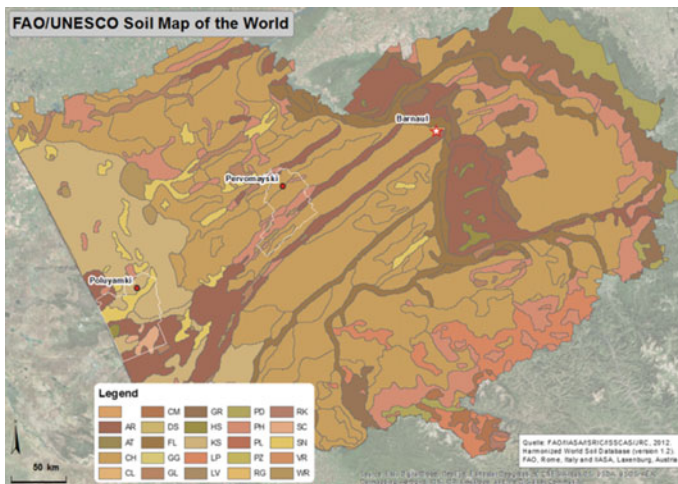 FAO/UNESCO Soil Map of the World
Barnaul
Pervomayski
Poluyamki
Legend
AC CM GR PD RK
AR DS HS PH SC
AT FL KS PL SN
CH GG LP PZ VR
CL GL LV RG WR
50 km
Quelle: FAO/IIASA/ISRIC/ISSCAS/JRC, 2012.
Harmonized World Soil Database (version 1.2).
FAO, Rome, Italy and IIASA, Laxenburg, Austria